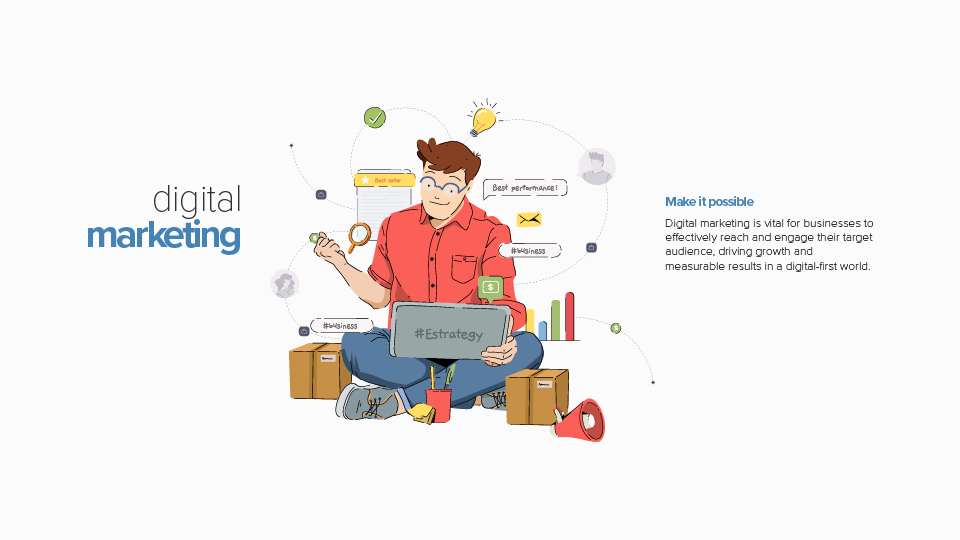 digital
marketing
Best seller
Best performance!
#business
#business
#Estrategy
Make it possible
Digital marketing is vital for businesses to
effectively reach and engage their target
audience, driving growth and
measurable results in a digital-first world.